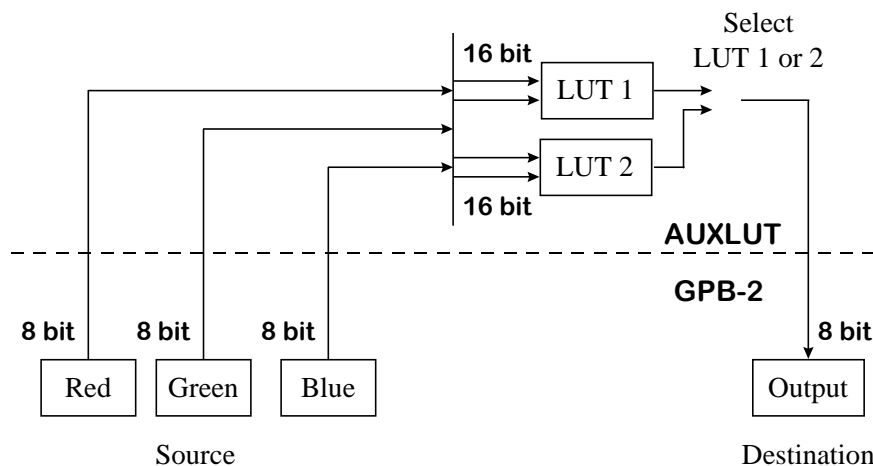 Select
LUT 1 or 2
16 bit
LUT 1
LUT 2
16 bit
AUXLUT
GPB-2
8 bit
8 bit
8 bit
8 bit
Red
Green
Blue
Output
Source
Destination